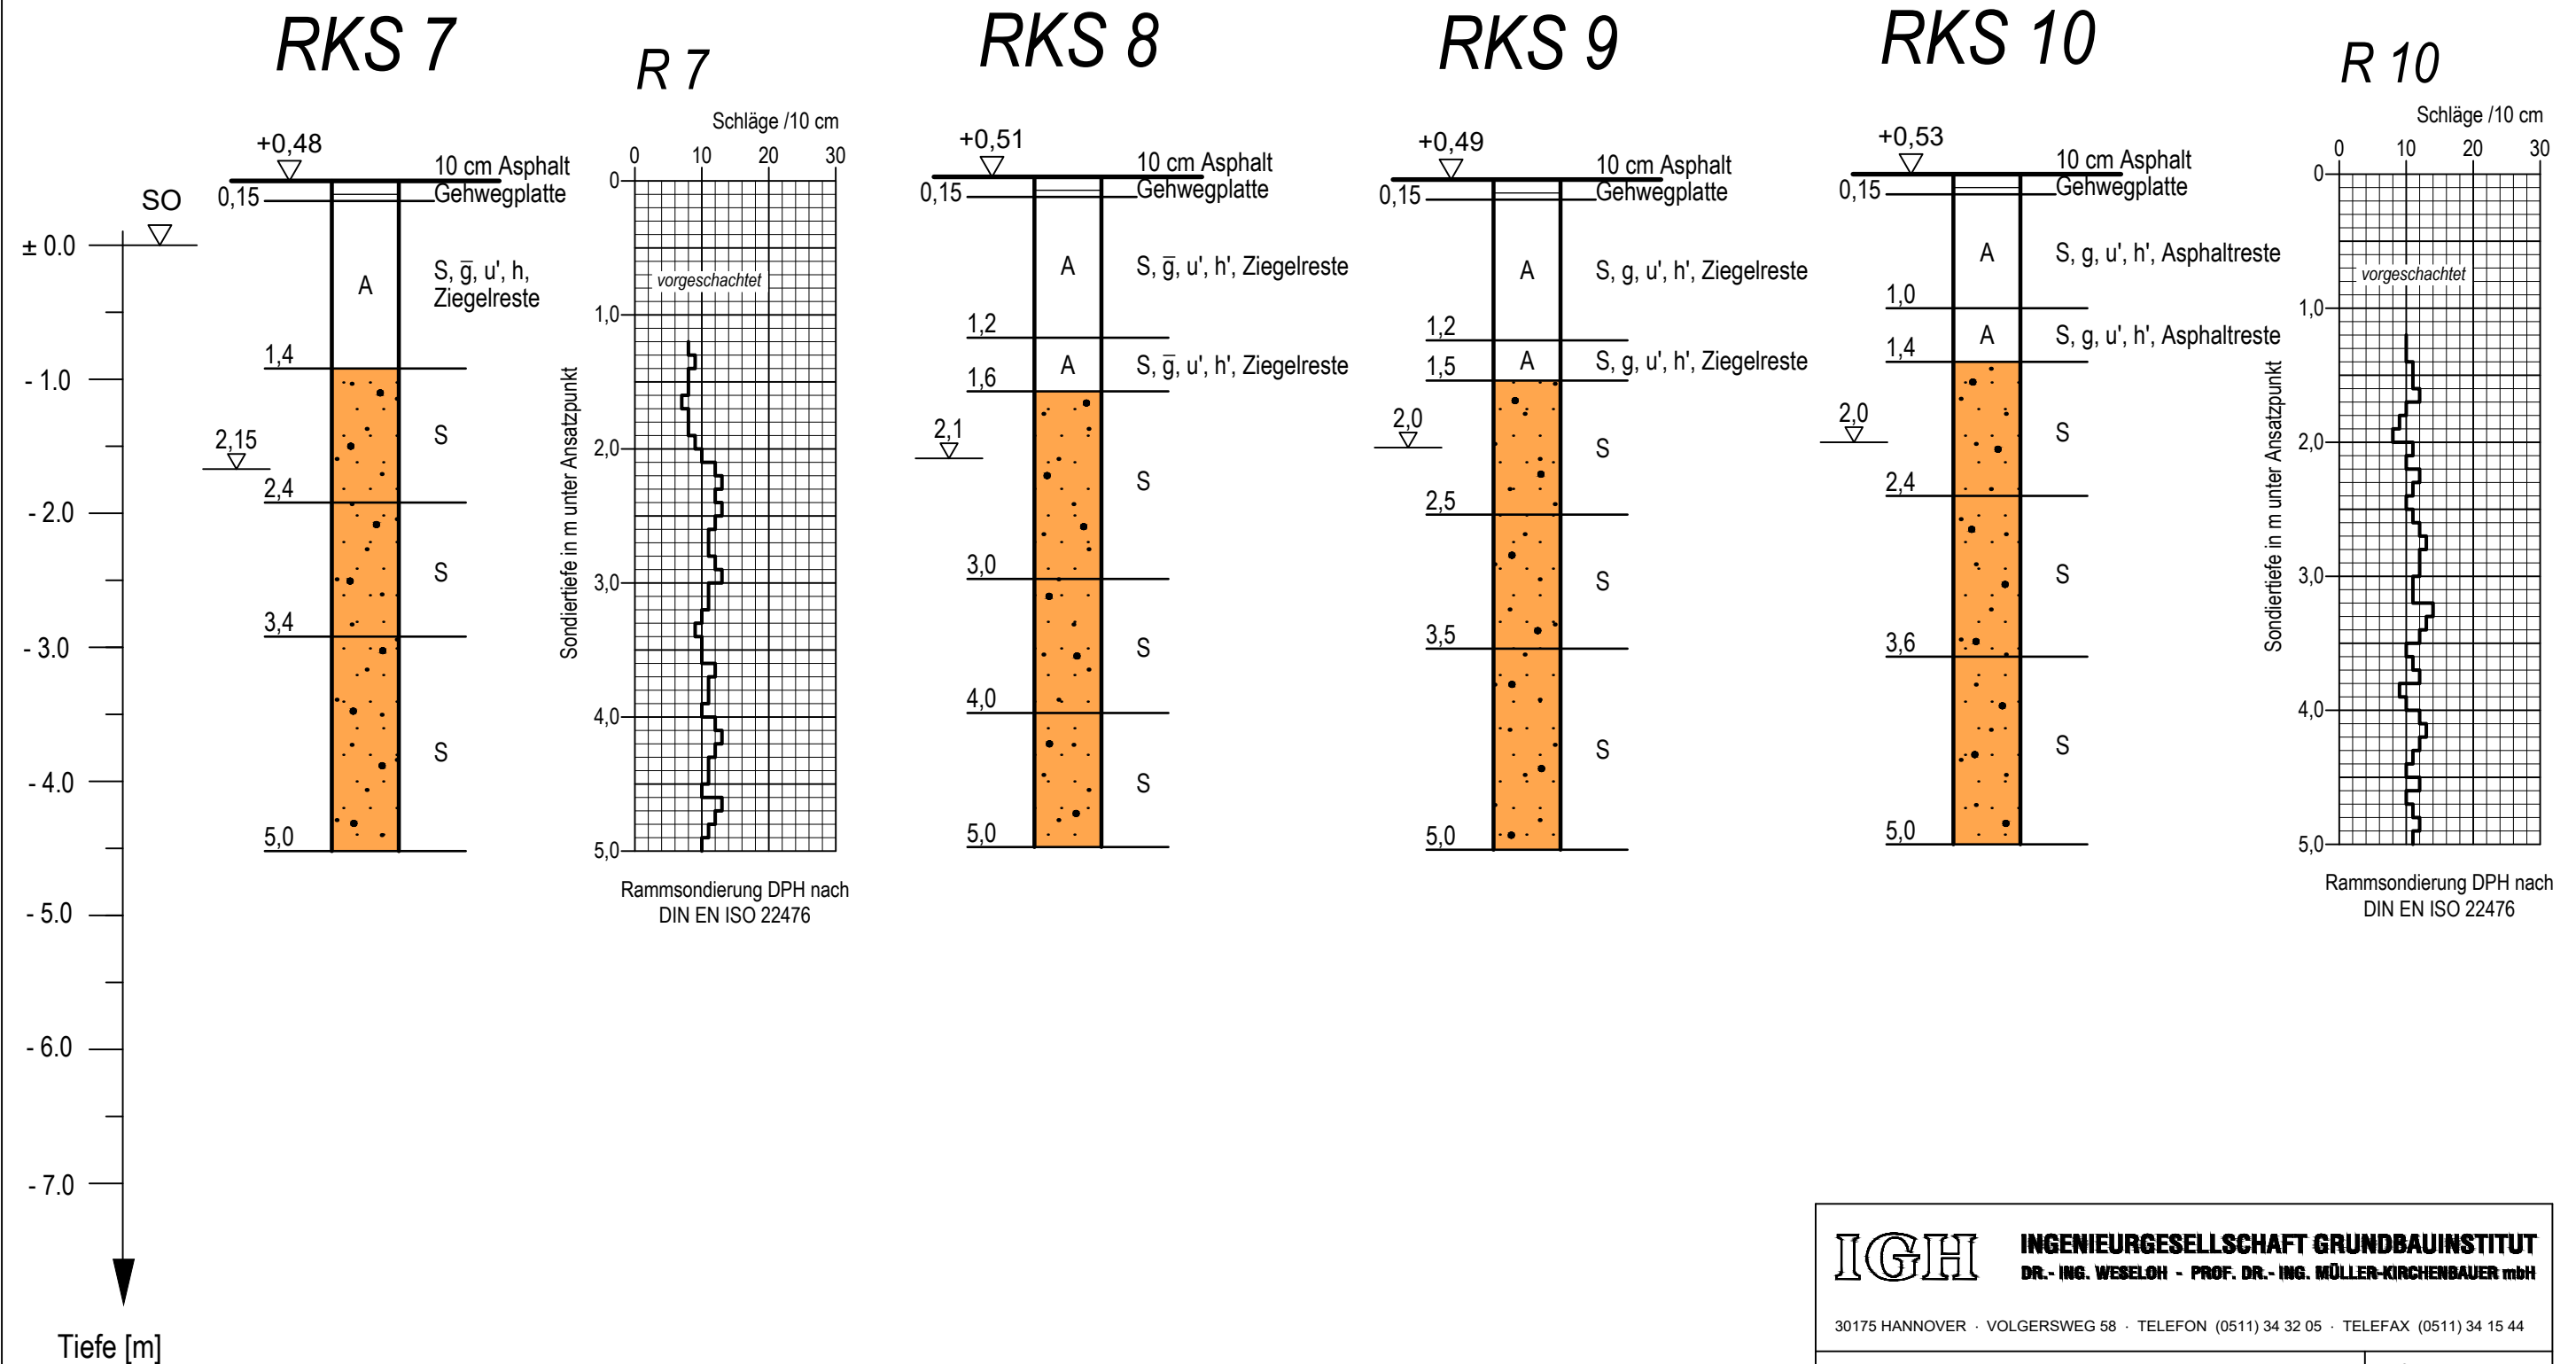 RKS 7
R 7
RKS 8
RKS 9
RKS 10
R 10
SO
± 0.0
- 1.0
- 2.0
- 3.0
- 4.0
- 5.0
- 6.0
- 7.0
Tiefe [m]
+0,48
10 cm Asphalt
0,15
Gehwegplatte
A
S, g̅, u', h,
Ziegelreste
1,4
S
2,15
2,4
S
3,4
S
5,0
Schläge /10 cm
0 10 20 30
0
vorgeschachtet
1,0
2,0
3,0
4,0
5,0
Sondiertiefe in m unter Ansatzpunkt
Rammsondierung DPH nach
DIN EN ISO 22476
+0,51
10 cm Asphalt
0,15
Gehwegplatte
A
S, g̅, u', h', Ziegelreste
1,2
A
S, g̅, u', h', Ziegelreste
1,6
2,1
S
3,0
S
4,0
S
5,0
+0,49
10 cm Asphalt
0,15
Gehwegplatte
A
S, g, u', h', Ziegelreste
1,2
A
S, g, u', h', Ziegelreste
1,5
2,0
S
2,5
S
3,5
S
5,0
+0,53
10 cm Asphalt
0,15
Gehwegplatte
A
S, g, u', h', Asphaltreste
1,0
A
S, g, u', h', Asphaltreste
1,4
2,0
S
2,4
S
3,6
S
5,0
Schläge /10 cm
0 10 20 30
0
vorgeschachtet
1,0
2,0
3,0
4,0
5,0
Sondiertiefe in m unter Ansatzpunkt
Rammsondierung DPH nach
DIN EN ISO 22476
IGH
INGENIEURGESELLSCHAFT GRUNDBAUINSTITUT
DR.- ING. WESELOH - PROF. DR.- ING. MÜLLER-KIRCHENBAUER mbH
30175 HANNOVER · VOLGERSWEG 58 · TELEFON (0511) 34 32 05 · TELEFAX (0511) 34 15 44